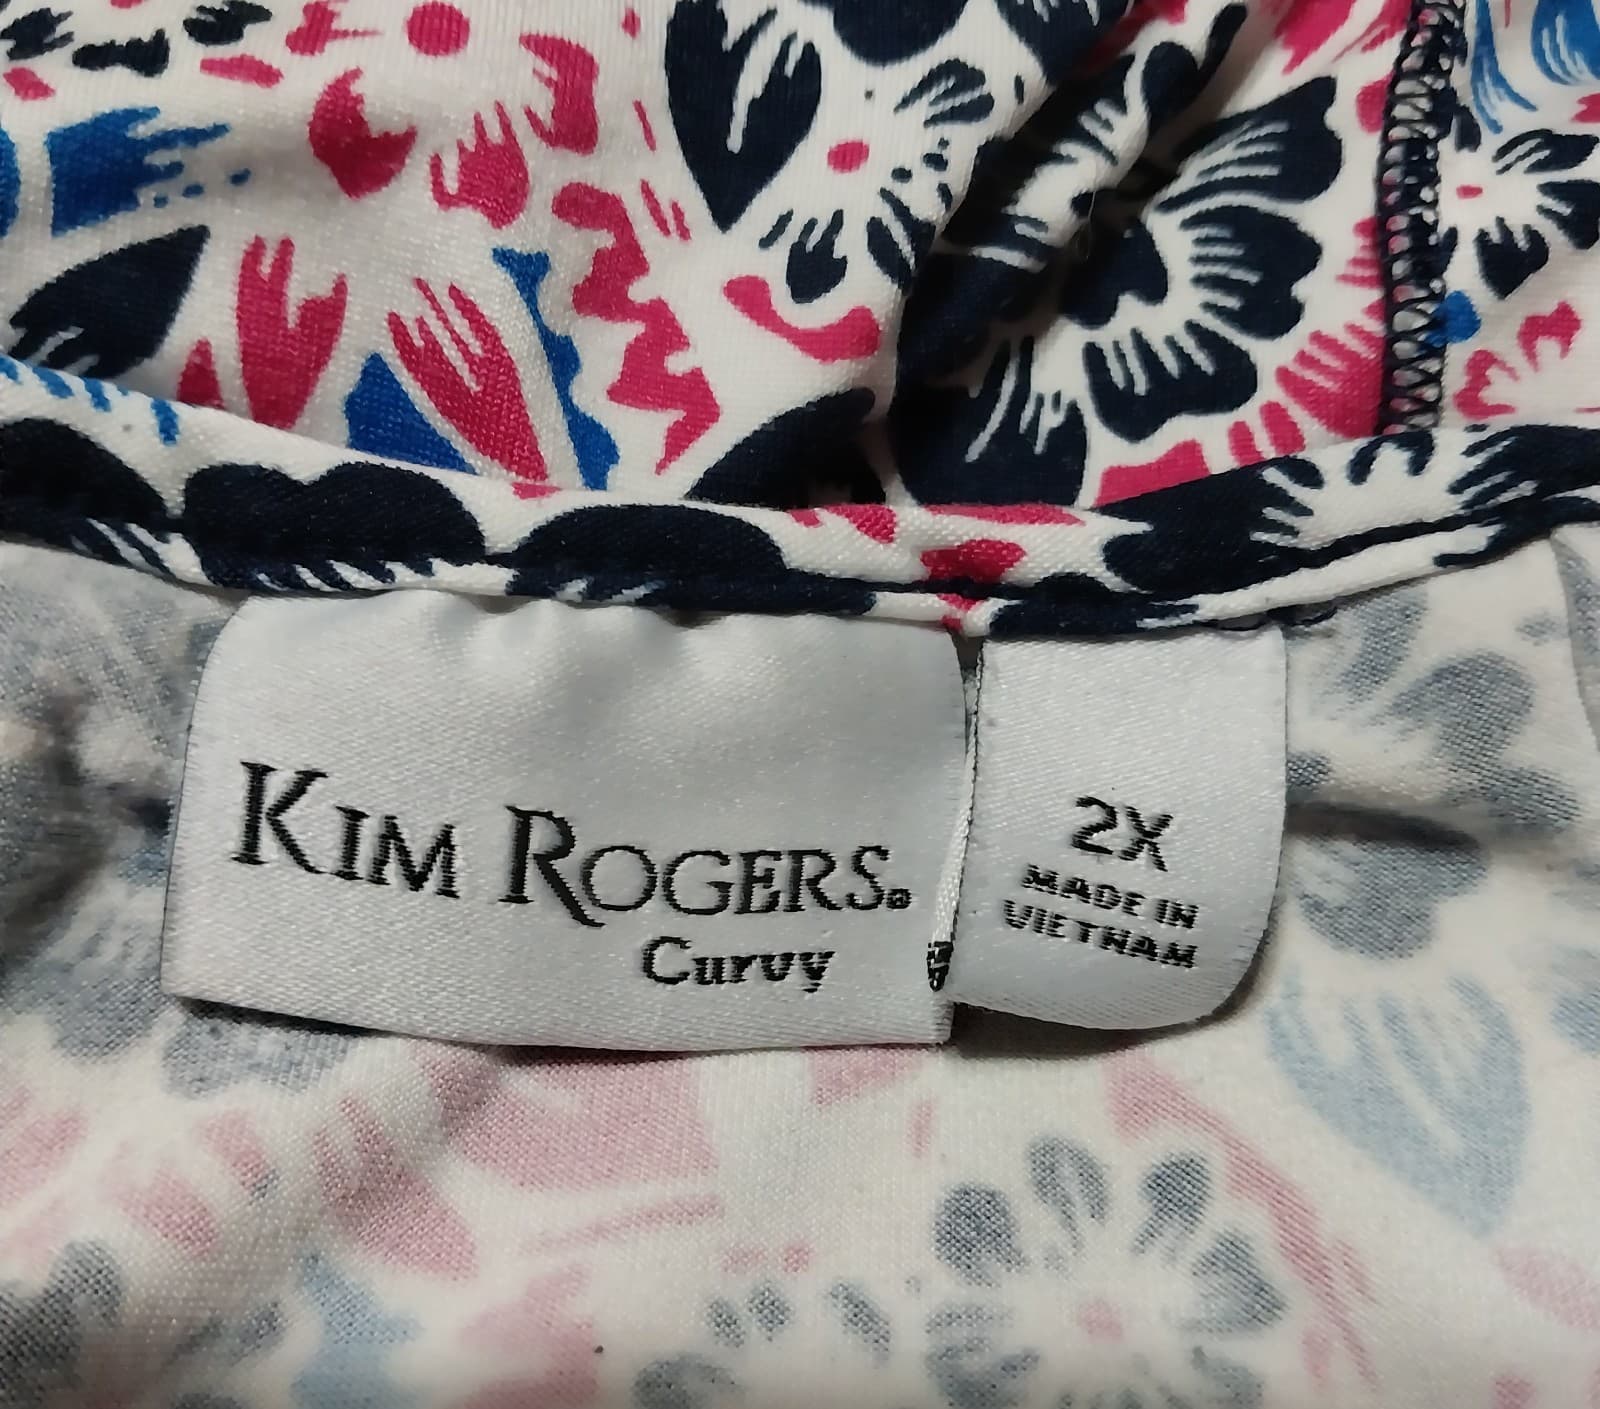 KIM ROGERS®
Curvy
2X
MADE IN
VIETNAM